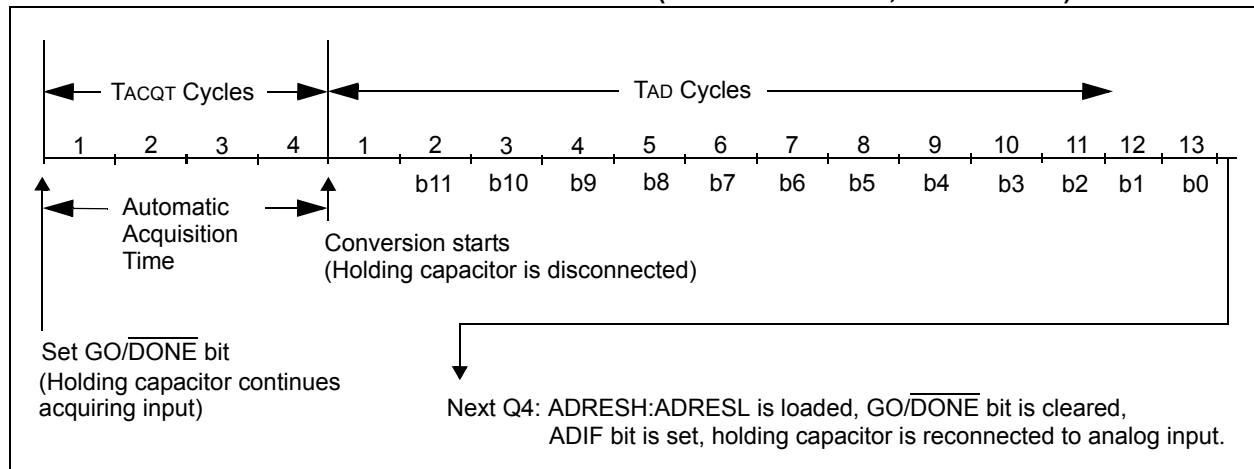 TACQT Cycles TAD Cycles
1 2 3 4 1 2 3 4 5 6 7 8 9 10 11 12 13
b11 b10 b9 b8 b7 b6 b5 b4 b3 b2 b1 b0
Automatic
Acquisition
Time
Conversion starts
(Holding capacitor is disconnected)
Set GO/DONE bit
(Holding capacitor continues
acquiring input)
Next Q4: ADRESH:ADRESL is loaded, GO/DONE bit is cleared,
ADIF bit is set, holding capacitor is reconnected to analog input.